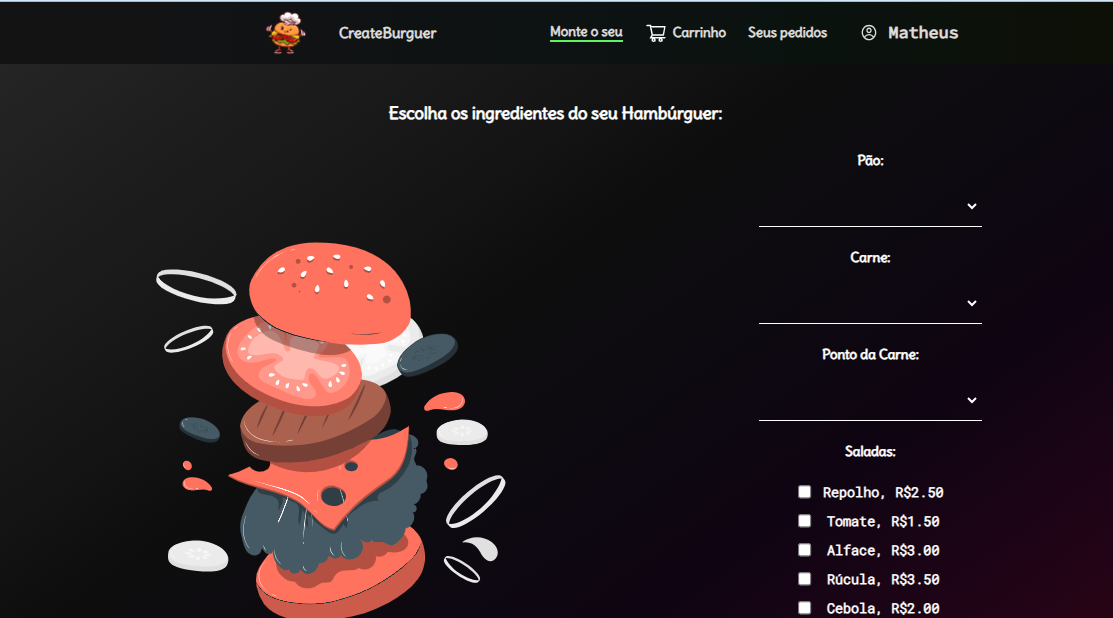 CreateBurguer
Monte o seu
Carrinho
Seus pedidos
Matheus
Escolha os ingredientes do seu Hambúrguer:
Pão:
Carne:
Ponto da Carne:
Saladas:
Repolho, R$2.50
Tomate, R$1.50
Alface, R$3.00
Rúcula, R$3.50
Cebola, R$2.00